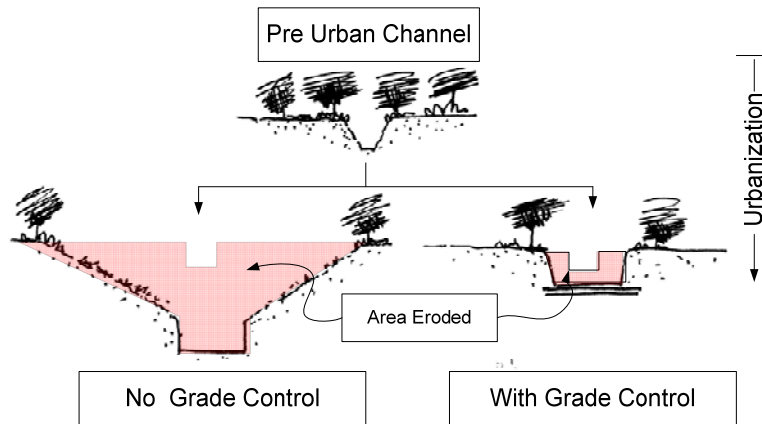 Pre Urban Channel
Urbanization
Area Eroded
No Grade Control
With Grade Control